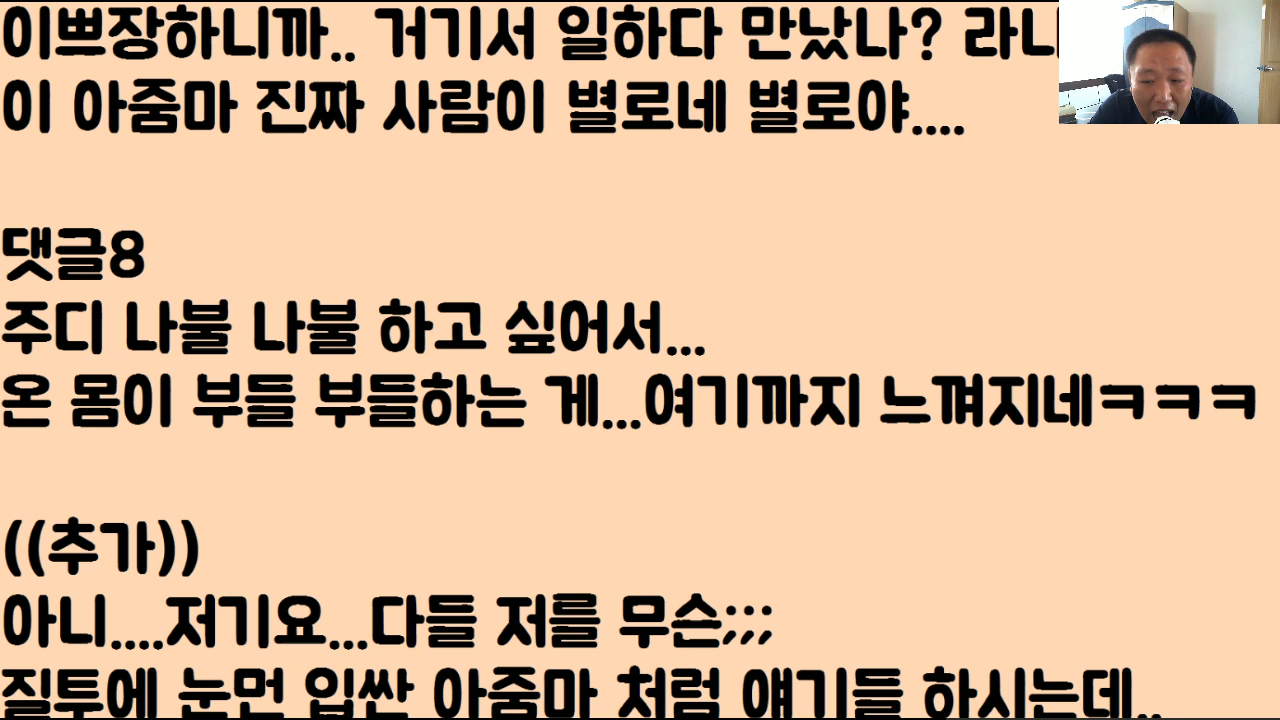 이쁘장하니까.. 거기서 일하다 만났나? 라니
이 아줌마 진짜 사람이 별로네 별로야....
댓글8
주디 나불 나불 하고 싶어서...
온 몸이 부들 부들하는 게...여기까지 느껴지네ㅋㅋㅋ
((추가))
아니....저기요...다들 저를 무슨;;;
질투에 눈먼 입싼 아줌마 처럼 얘기들 하시는데..